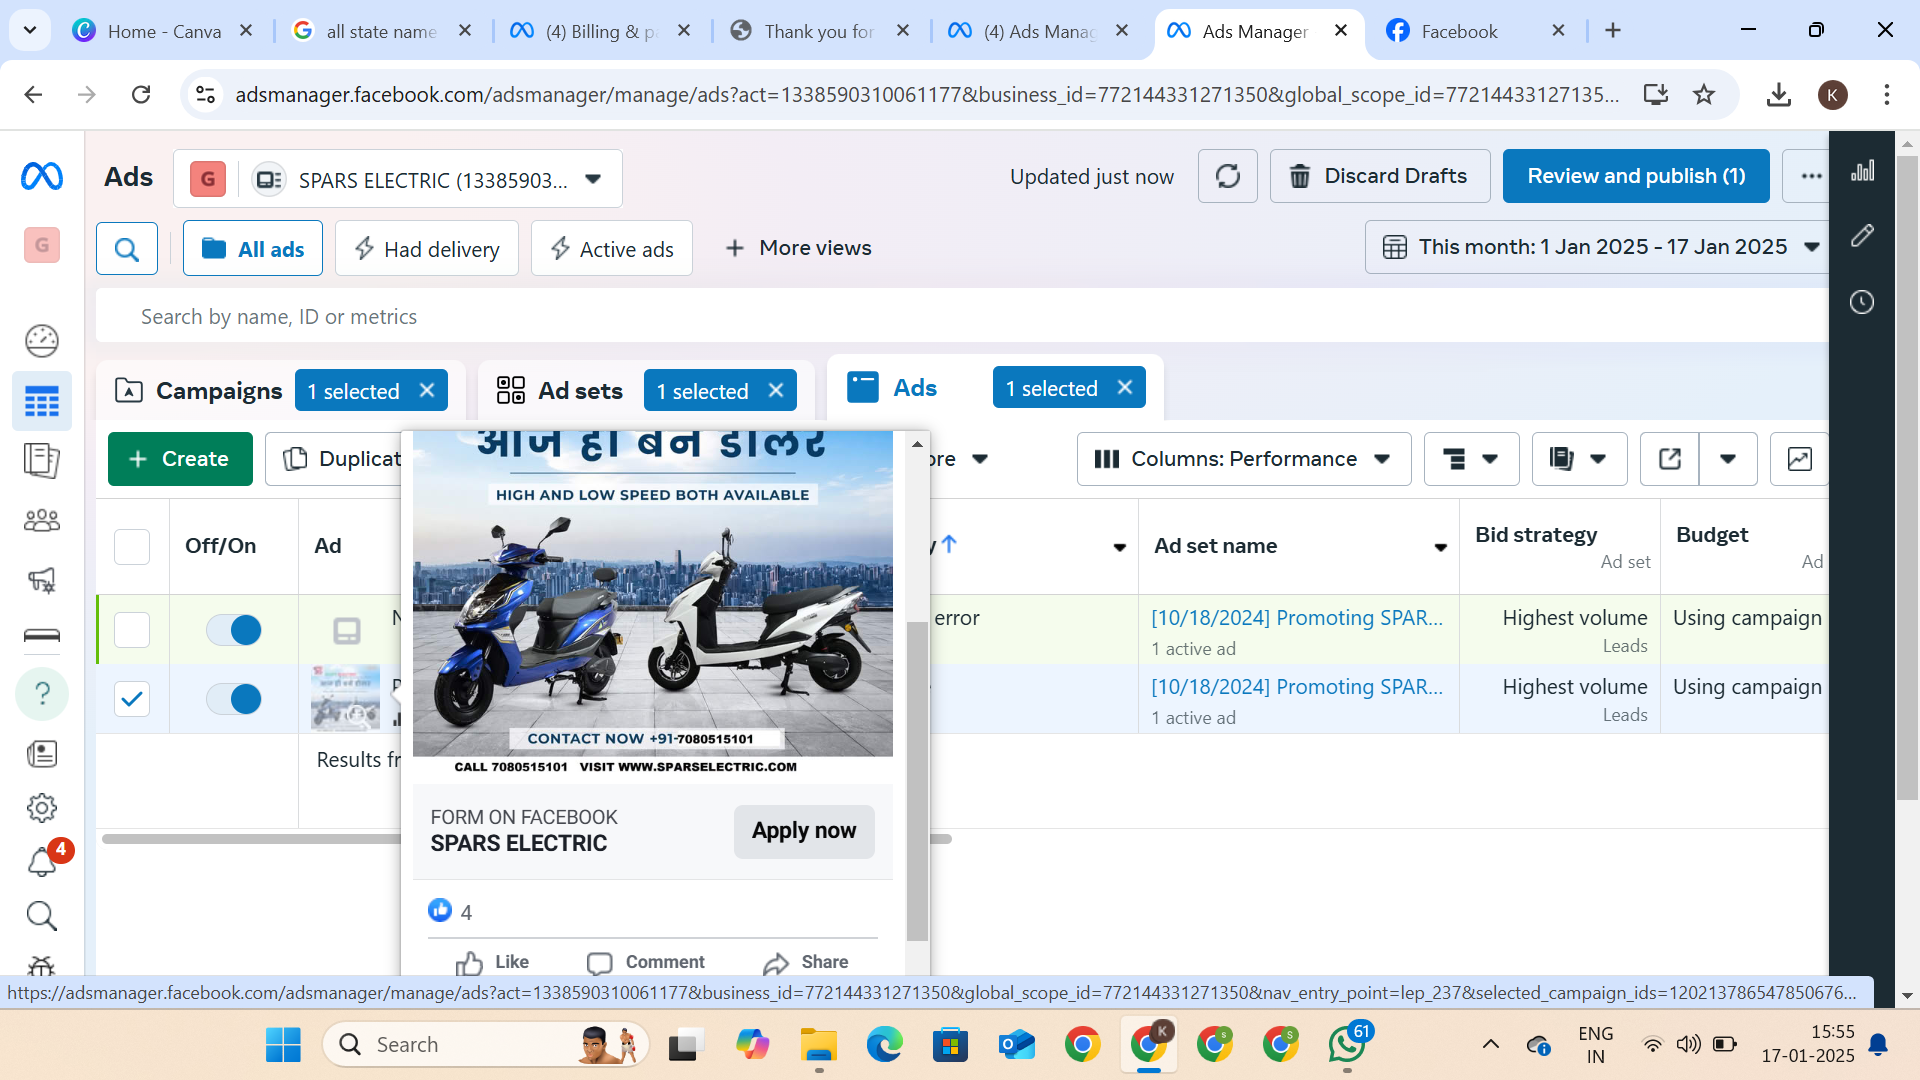 Home - Canva
all state name
(4) Billing & pa
Thank you for
(4) Ads Manag
Ads Manager
Facebook
adsmanager.facebook.com/adsmanager/manage/ads?act=1338590310061177&business_id=772144331271350&global_scope_id=77214433127135...
K
Ads
G
SPARS ELECTRIC (13385903...
Updated just now
Discard Drafts
Review and publish (1)
G
All ads
Had delivery
Active ads
More views
This month: 1 Jan 2025 - 17 Jan 2025
Search by name, ID or metrics
Campaigns
1 selected
Ad sets
1 selected
Ads
1 selected
Create
Duplicat
ore
Columns: Performance
आज ही बने डीलर
HIGH AND LOW SPEED BOTH AVAILABLE
Off/On
Ad
Ad set name
Bid strategy
Ad set
Budget
Ad
error
[10/18/2024] Promoting SPAR...
1 active ad
Highest volume
Leads
Using campaign
[10/18/2024] Promoting SPAR...
1 active ad
Highest volume
Leads
Using campaign
Results fr
CONTACT NOW +91-7080515101
CALL 7080515101 VISIT WWW.SPARSELECTRIC.COM
FORM ON FACEBOOK
SPARS ELECTRIC
Apply now
4
4
Like
Comment
Share
https://adsmanager.facebook.com/adsmanager/manage/ads?act=1338590310061177&business_id=772144331271350&global_scope_id=772144331271350&nav_entry_point=lep_237&selected_campaign_ids=120213786547850676...
Search
K
S
S
61
ENG
IN
15:55
17-01-2025